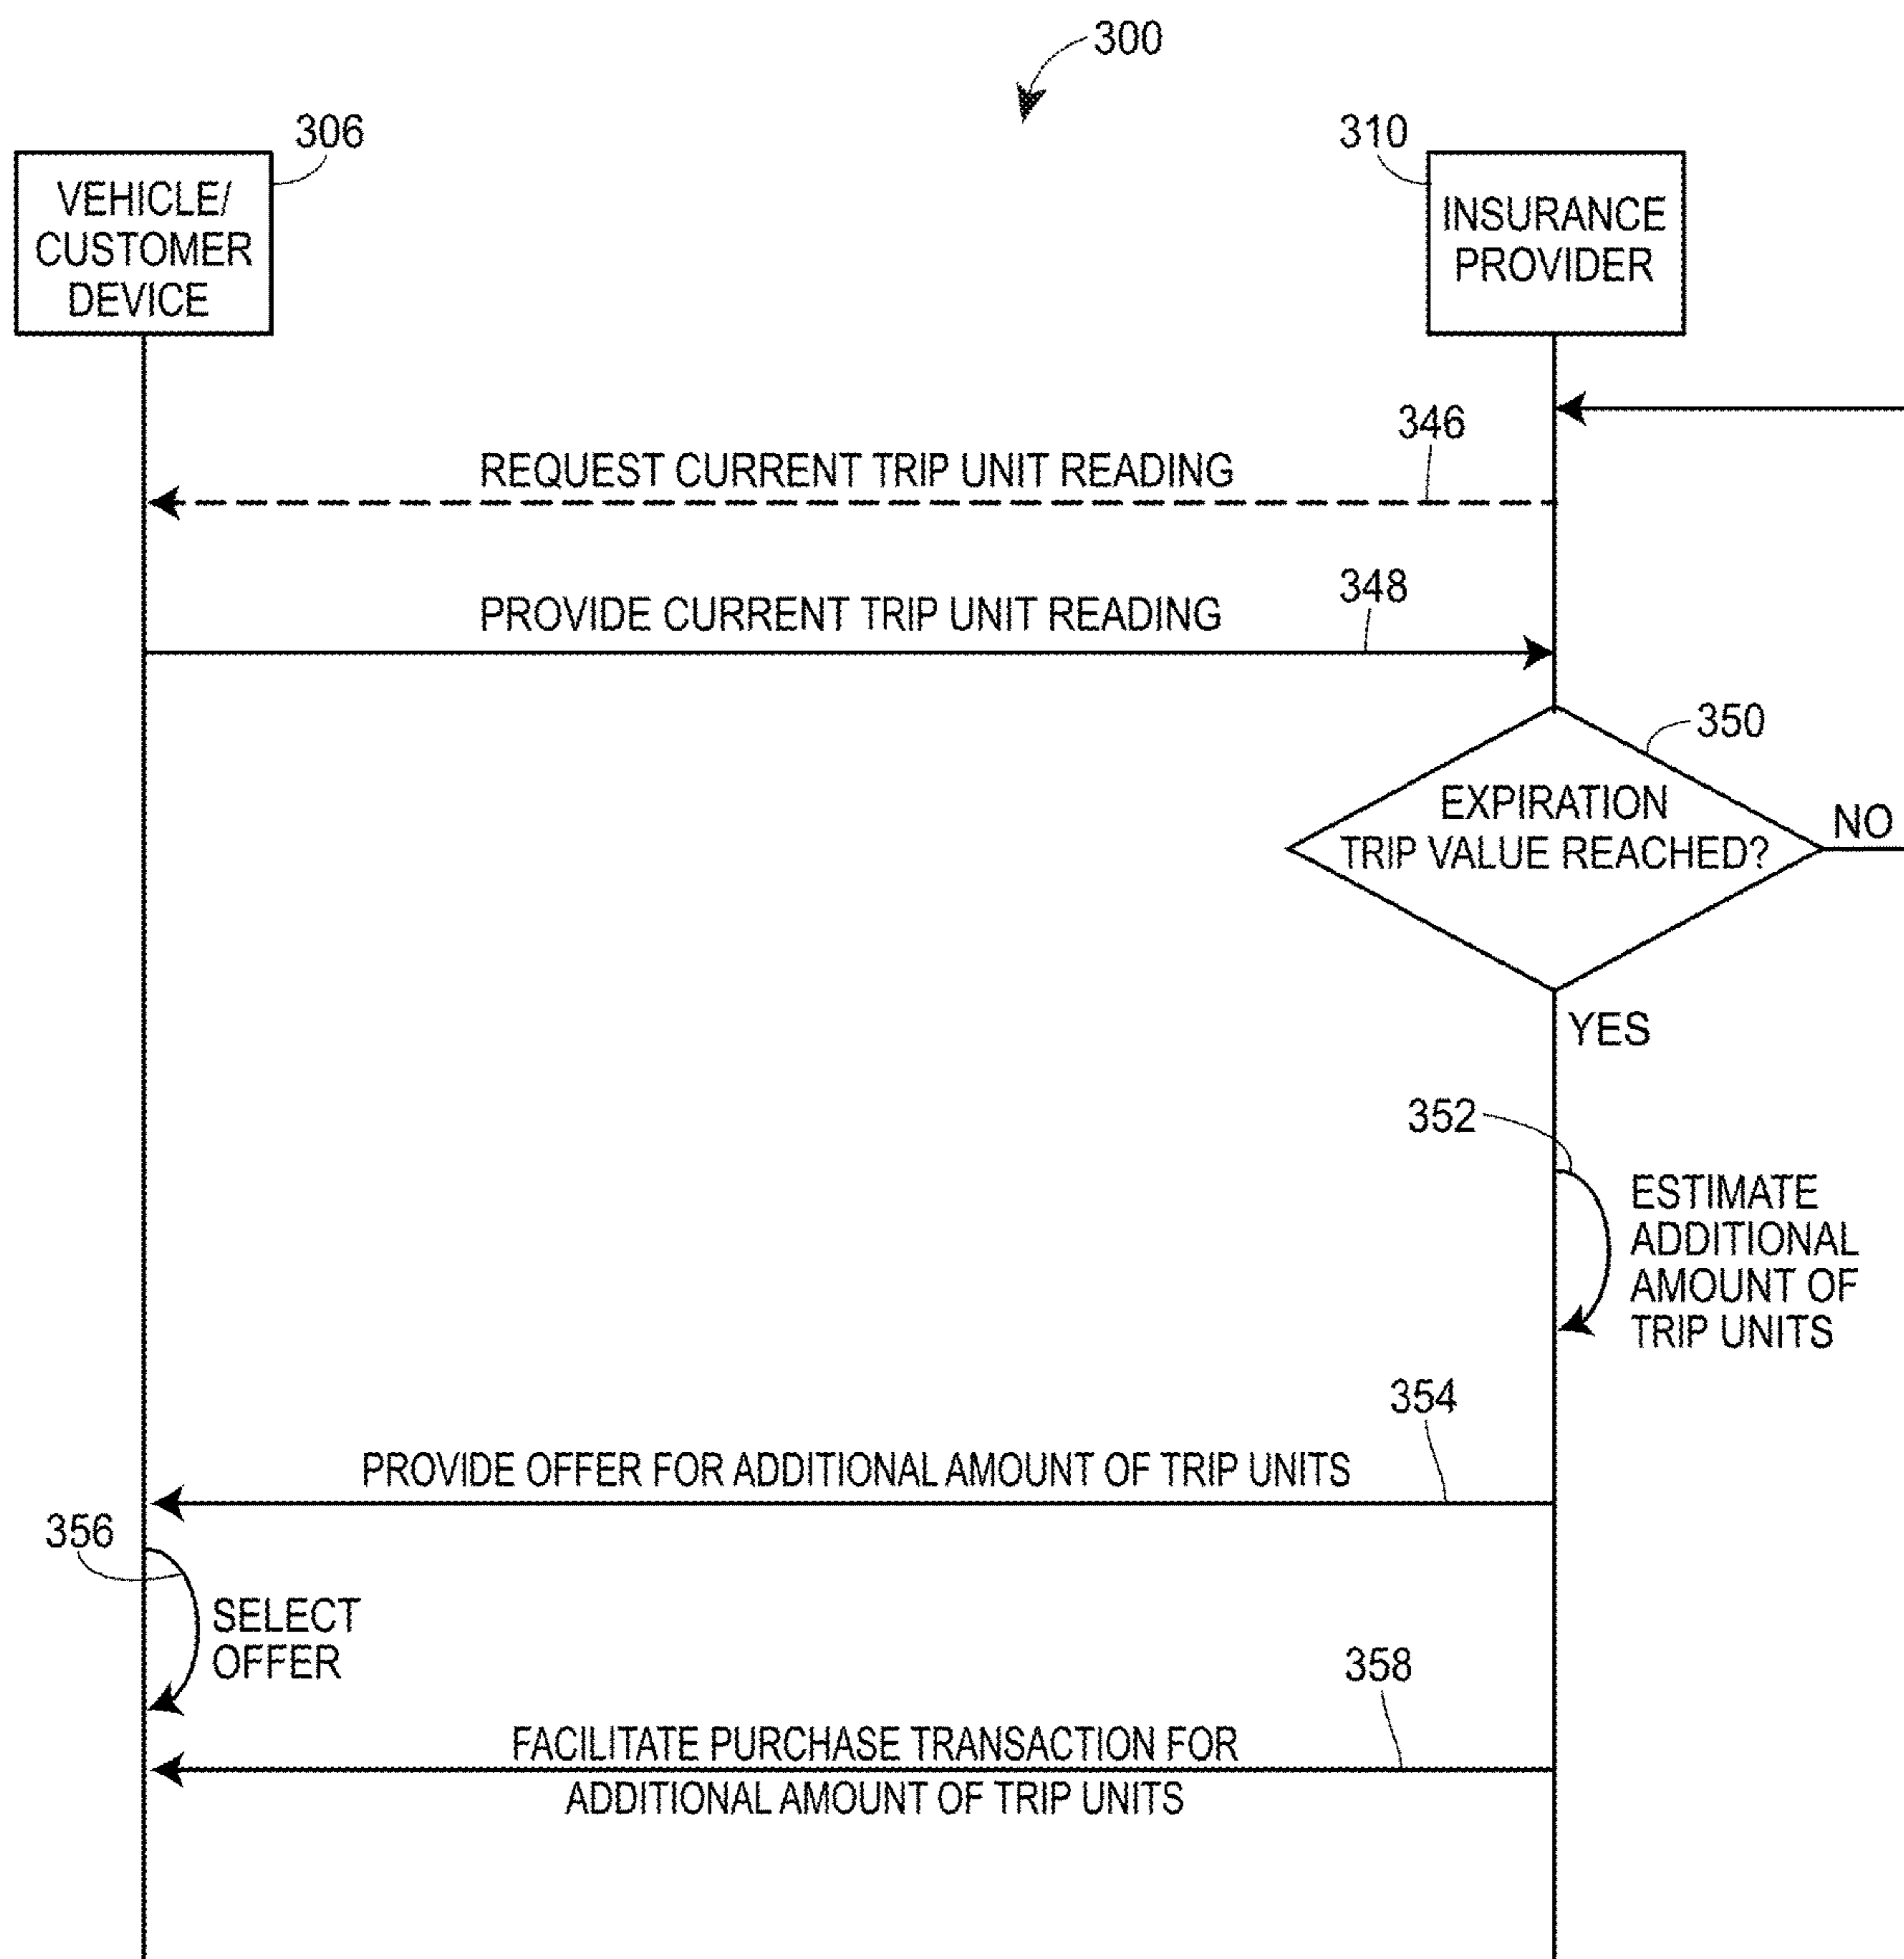 300
306
310
VEHICLE/
CUSTOMER
DEVICE
INSURANCE
PROVIDER
346
REQUEST CURRENT TRIP UNIT READING
348
PROVIDE CURRENT TRIP UNIT READING
350
EXPIRATION
TRIP VALUE REACHED?
NO
YES
352
ESTIMATE
ADDITIONAL
AMOUNT OF
TRIP UNITS
354
PROVIDE OFFER FOR ADDITIONAL AMOUNT OF TRIP UNITS
356
SELECT
OFFER
358
FACILITATE PURCHASE TRANSACTION FOR
ADDITIONAL AMOUNT OF TRIP UNITS